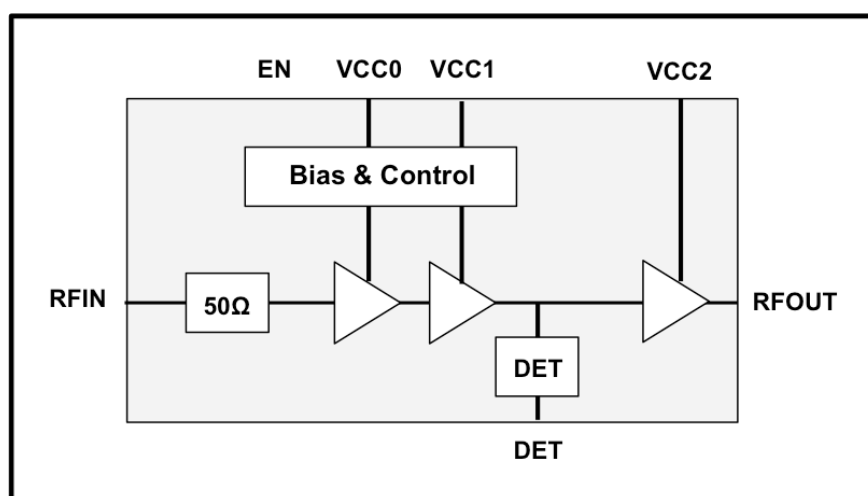 EN VCC0 VCC1 VCC2
Bias & Control
RFIN 50Ω RFOUT
DET
DET